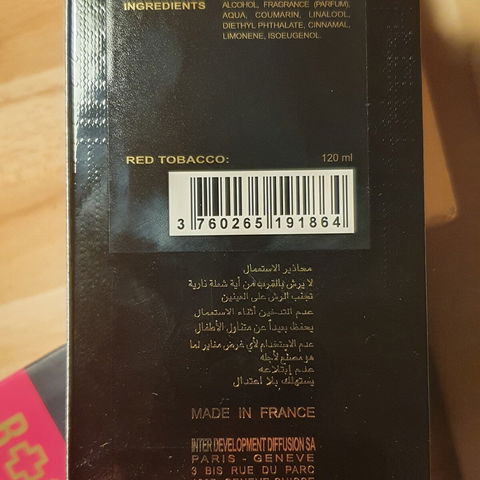 INGREDIENTS
ALCOHOL, FRAGRANCE (PARFUM),
AQUA, COUMARIN, LINALOOL,
DIETHYL PHTHALATE, CINNAMAL,
LIMONENE, ISOEUGENOL.
RED TOBACCO: 120 ml
3 760265 191864
محاذير الاستعمال
لا يرش بالقرب من أية شعلة نارية
تجنب الرش على العينين
عدم التدخين أثناء الاستعمال
يحفظ بعيداً عن متناول الأطفال
عدم الاستخدام لأي غرض مغاير لما
هو مصنع لأجله
عدم إبتلاعه
يستهلك بلا اعتدال
MADE IN FRANCE
INTER DEVELOPMENT DIFFUSION SA
PARIS - GENEVE
3 BIS RUE DU PARC